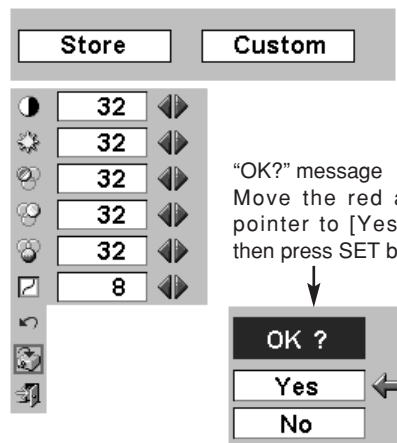 Store Custom
32
32
32
32
32
8
“OK?” message
Move the red a
pointer to [Yes
then press SET b
OK ?
Yes
No